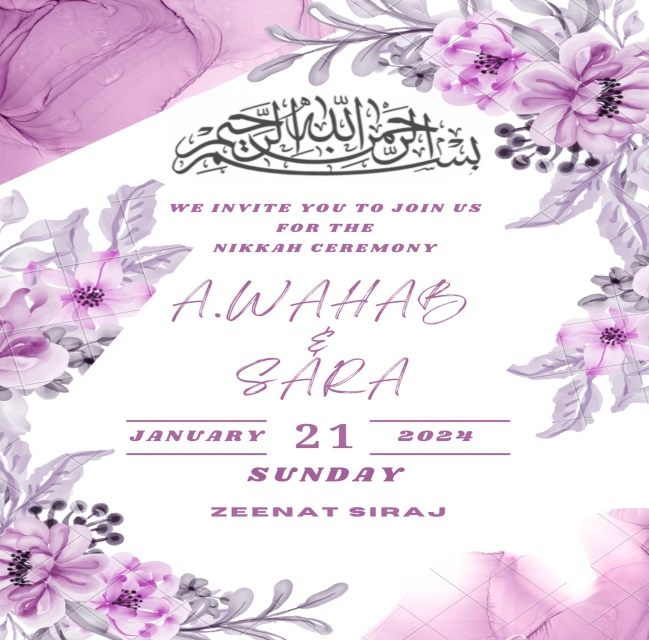 بسم الله الرحمن الرحيم
WE INVITE YOU TO JOIN US
FOR THE
NIKKAH CEREMONY
A.WAHAB
&
SARA
JANUARY 21 2024
SUNDAY
ZEENAT SIRAJ